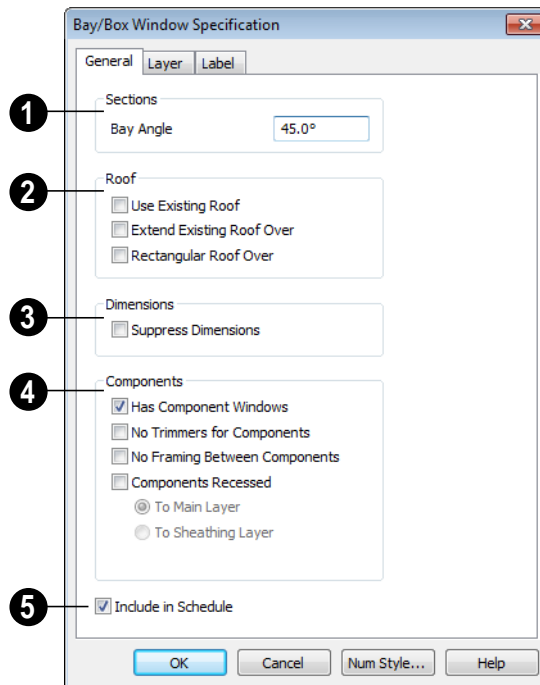 Bay/Box Window Specification
General Layer Label
1
Sections
Bay Angle 45.0°
2
Roof
Use Existing Roof
Extend Existing Roof Over
Rectangular Roof Over
3
Dimensions
Suppress Dimensions
4
Components
Has Component Windows
No Trimmers for Components
No Framing Between Components
Components Recessed
To Main Layer
To Sheathing Layer
5
Include in Schedule
OK Cancel Num Style... Help